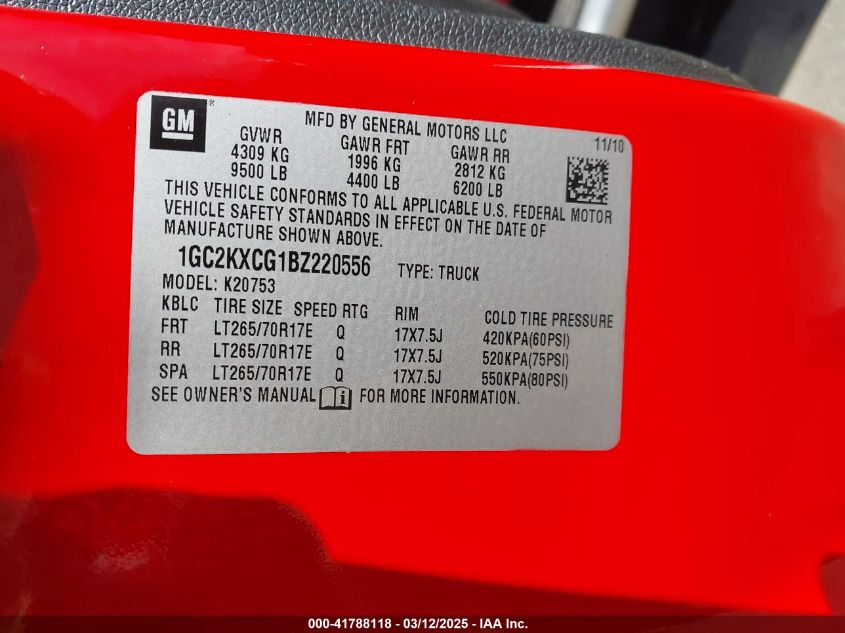 GM ®
MFD BY GENERAL MOTORS LLC
11/10
GVWR GAWR FRT GAWR RR
4309 KG 1996 KG 2812 KG
9500 LB 4400 LB 6200 LB
THIS VEHICLE CONFORMS TO ALL APPLICABLE U.S. FEDERAL MOTOR
VEHICLE SAFETY STANDARDS IN EFFECT ON THE DATE OF
MANUFACTURE SHOWN ABOVE.
1GC2KXCG1BZ220556 TYPE: TRUCK
MODEL: K20753
KBLC TIRE SIZE SPEED RTG RIM COLD TIRE PRESSURE
FRT LT265/70R17E Q 17X7.5J 420KPA(60PSI)
RR LT265/70R17E Q 17X7.5J 520KPA(75PSI)
SPA LT265/70R17E Q 17X7.5J 550KPA(80PSI)
SEE OWNER'S MANUAL i FOR MORE INFORMATION.
000-41788118 - 03/12/2025 - IAA Inc.